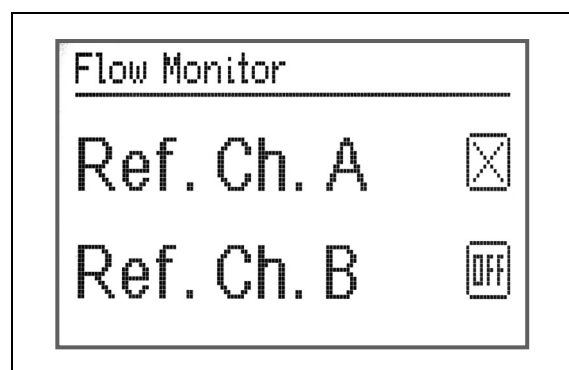 Flow Monitor
Ref. Ch. A
Ref. Ch. B OFF